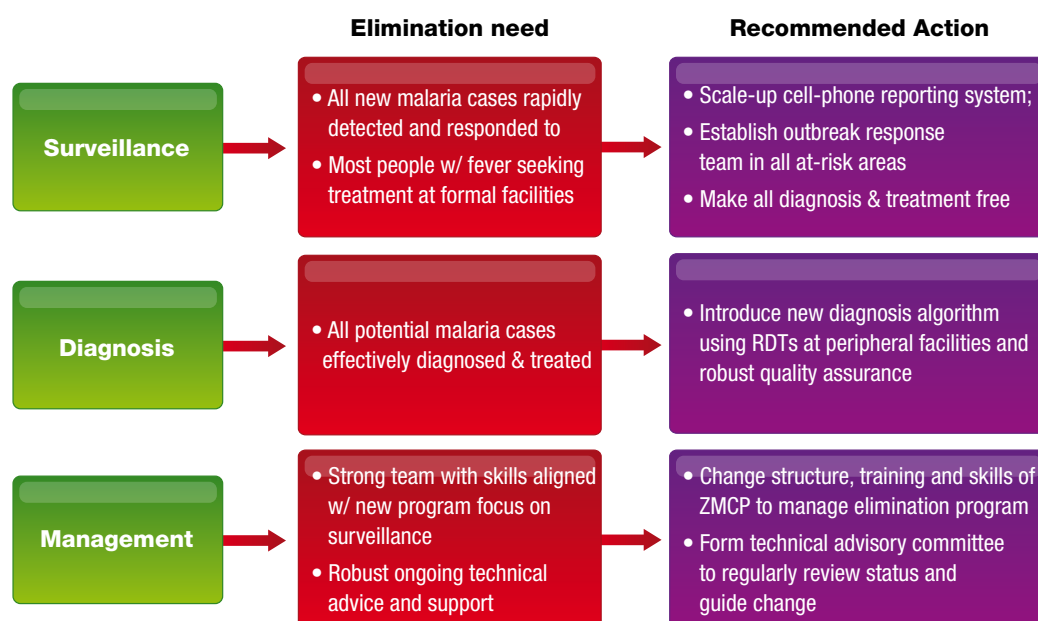 Elimination need
Recommended Action
Surveillance
• All new malaria cases rapidly
detected and responded to
• Most people w/ fever seeking
treatment at formal facilities
• Scale-up cell-phone reporting system;
• Establish outbreak response
team in all at-risk areas
• Make all diagnosis & treatment free
Diagnosis
• All potential malaria cases
effectively diagnosed & treated
• Introduce new diagnosis algorithm
using RDTs at peripheral facilities and
robust quality assurance
Management
• Strong team with skills aligned
w/ new program focus on
surveillance
• Robust ongoing technical
advice and support
• Change structure, training and skills of
ZMCP to manage elimination program
• Form technical advisory committee
to regularly review status and
guide change